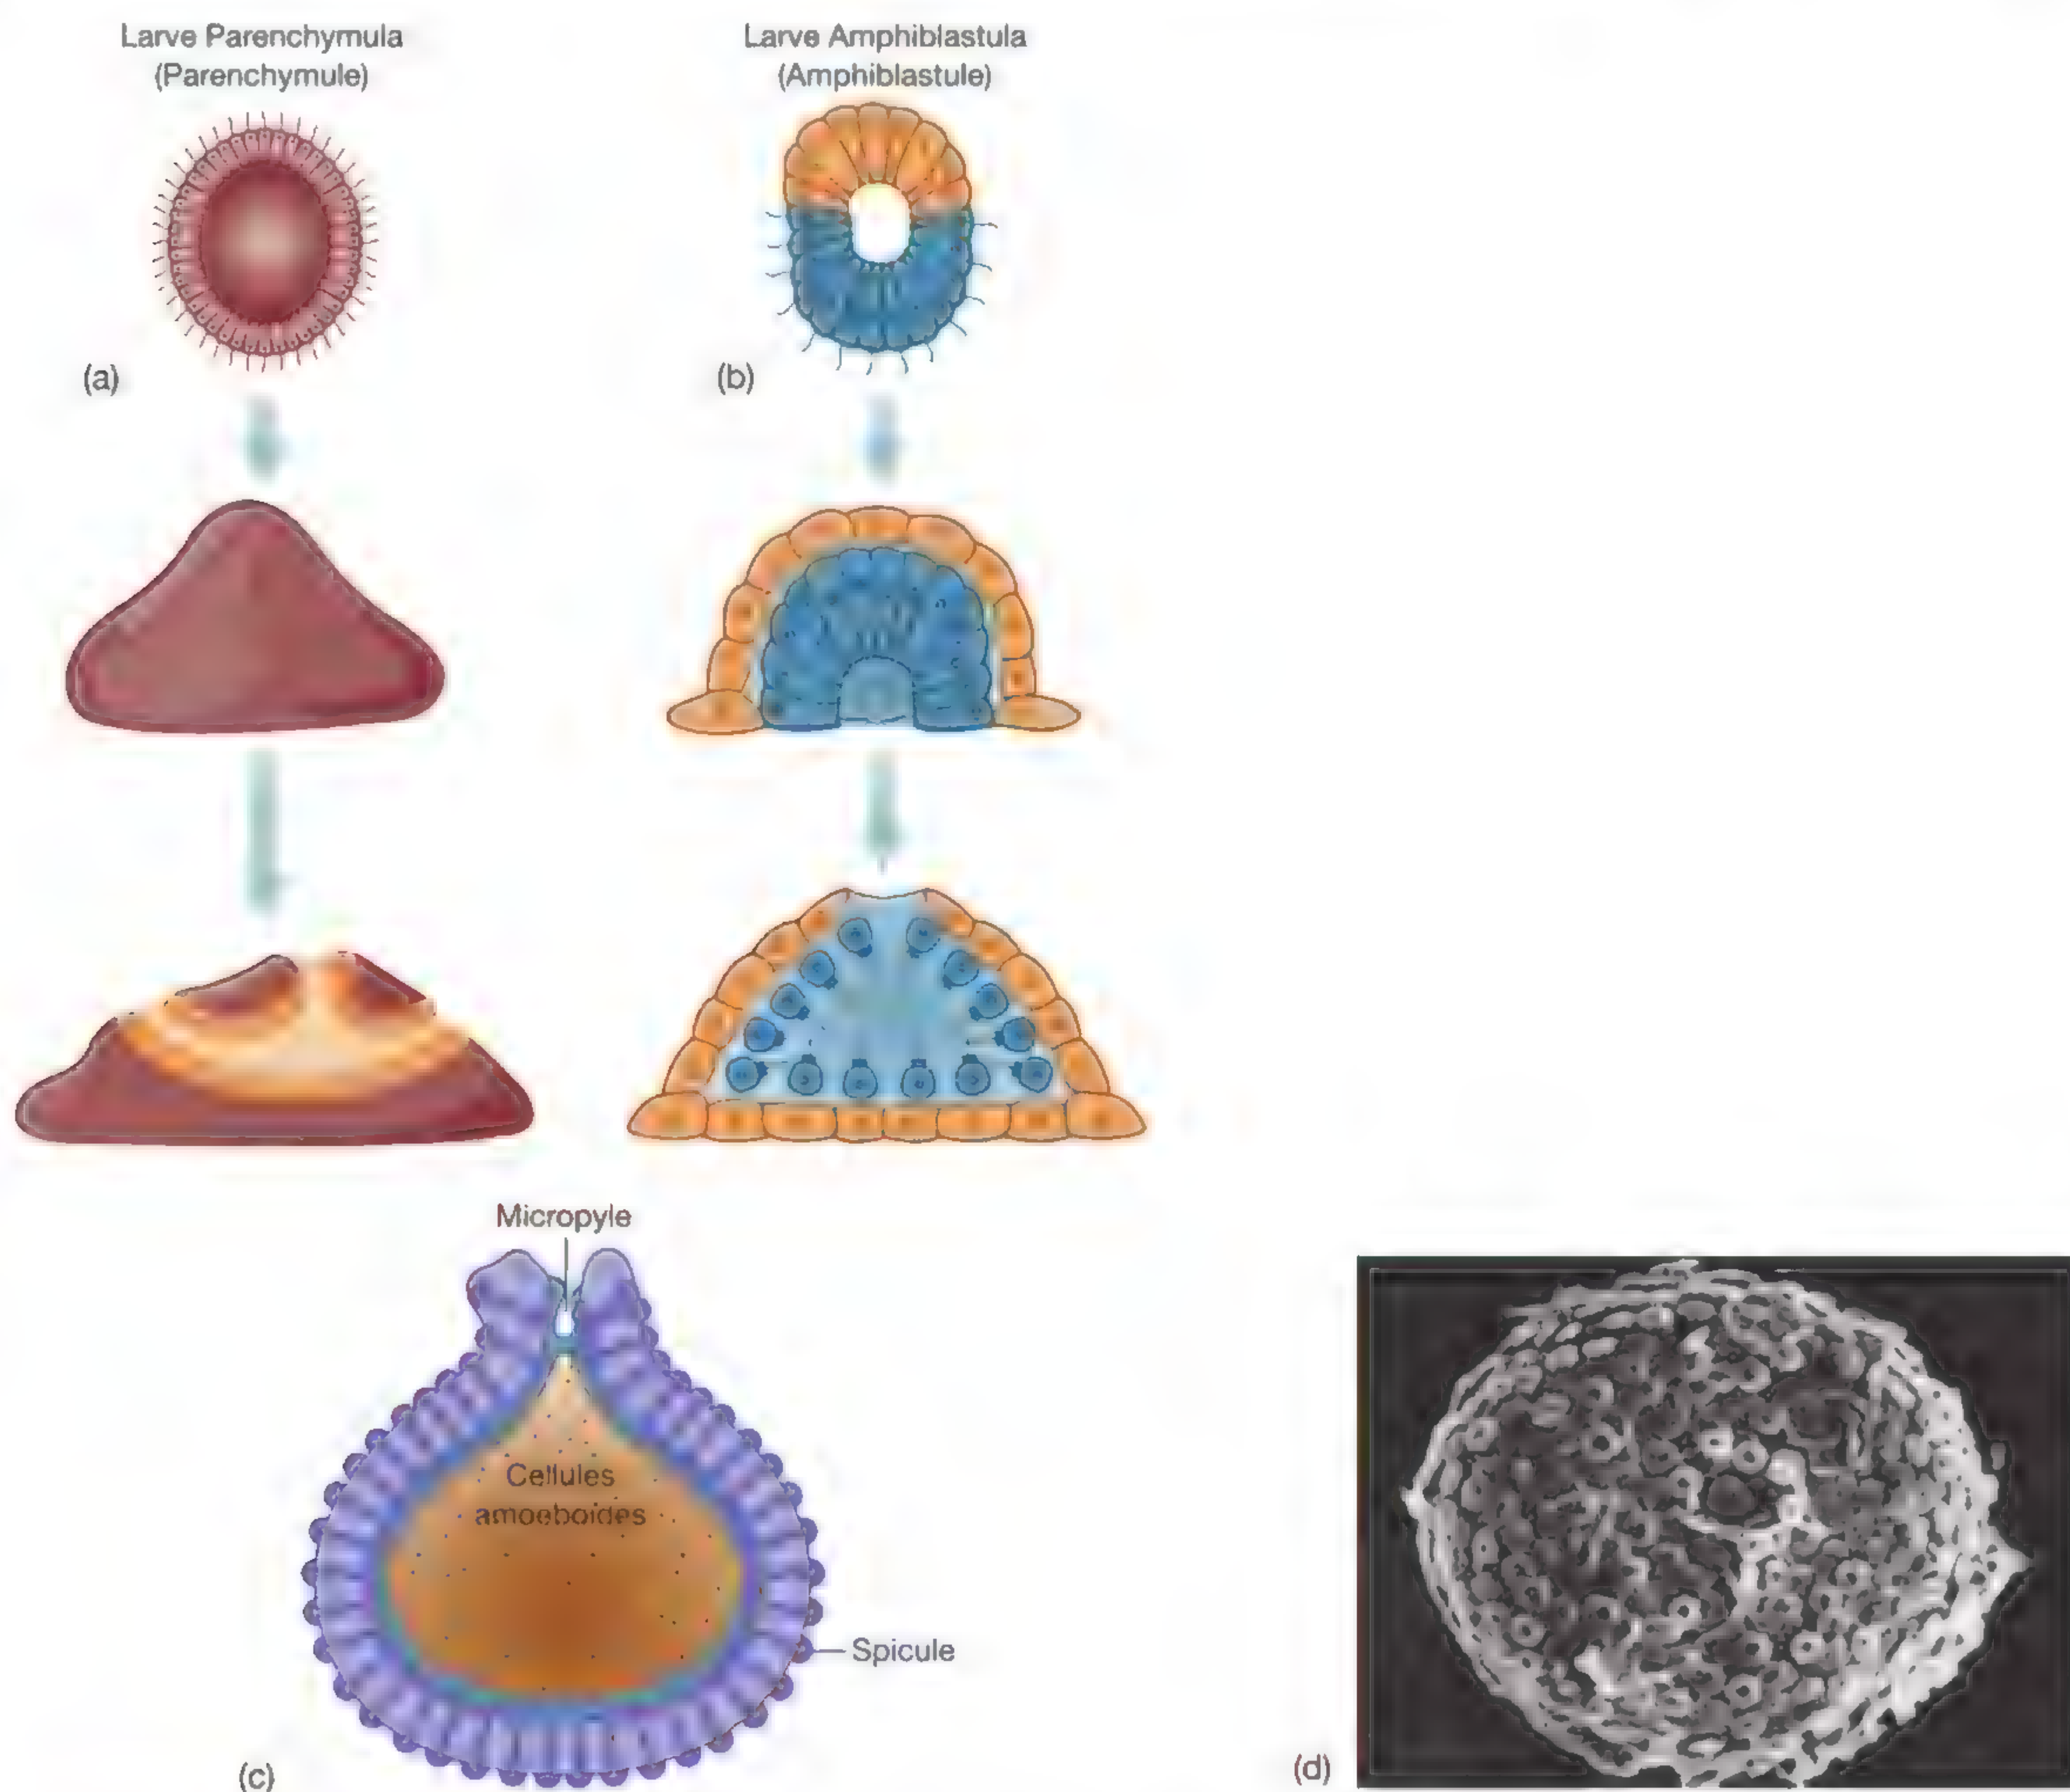 Larve Parenchymula
(Parenchymule)
Larve Amphiblastula
(Amphiblastule)
(a)
(b)
Micropyle
Cellules
amoeboides
Spicule
(c)
(d)